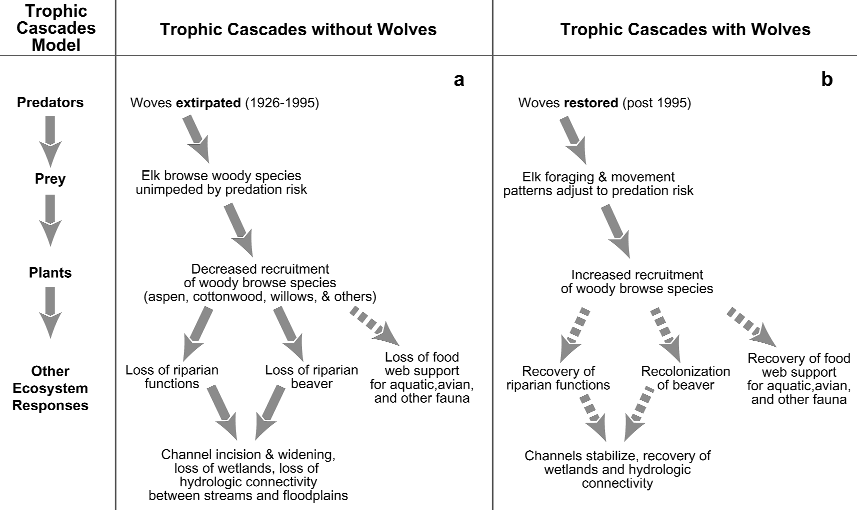 Trophic
Cascades
Model
Predators
Prey
Plants
Other
Ecosystem
Responses
Trophic Cascades without Wolves
a
Woves extirpated (1926-1995)
Elk browse woody species
unimpeded by predation risk
Decreased recruitment
of woody browse species
(aspen, cottonwood, willows, & others)
Loss of riparian
functions
Loss of riparian
beaver
Loss of food
web support
for aquatic,avian,
and other fauna
Channel incision & widening,
loss of wetlands, loss of
hydrologic connectivity
between streams and floodplains
Trophic Cascades with Wolves
b
Woves restored (post 1995)
Elk foraging & movement
patterns adjust to predation risk
Increased recruitment
of woody browse species
Recovery of
riparian functions
Recolonization
of beaver
Recovery of food
web support
for aquatic,avian,
and other fauna
Channels stabilize, recovery of
wetlands and hydrologic
connectivity